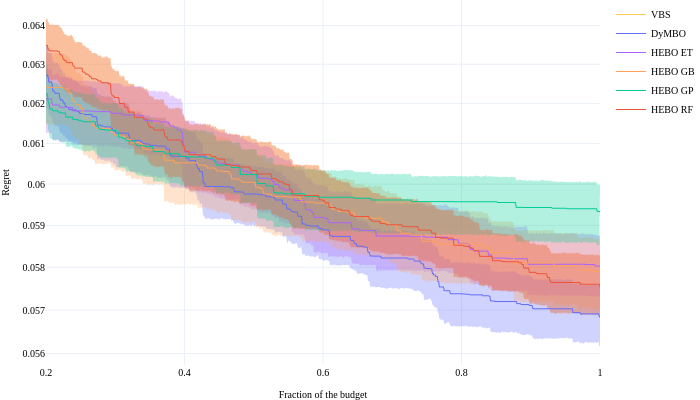 0.064
0.063
0.062
0.061
0.06
0.059
0.058
0.057
0.056
Regret
0.2
0.4
0.6
0.8
1
Fraction of the budget
VBS
DyMBO
HEBO ET
HEBO GB
HEBO GP
HEBO RF